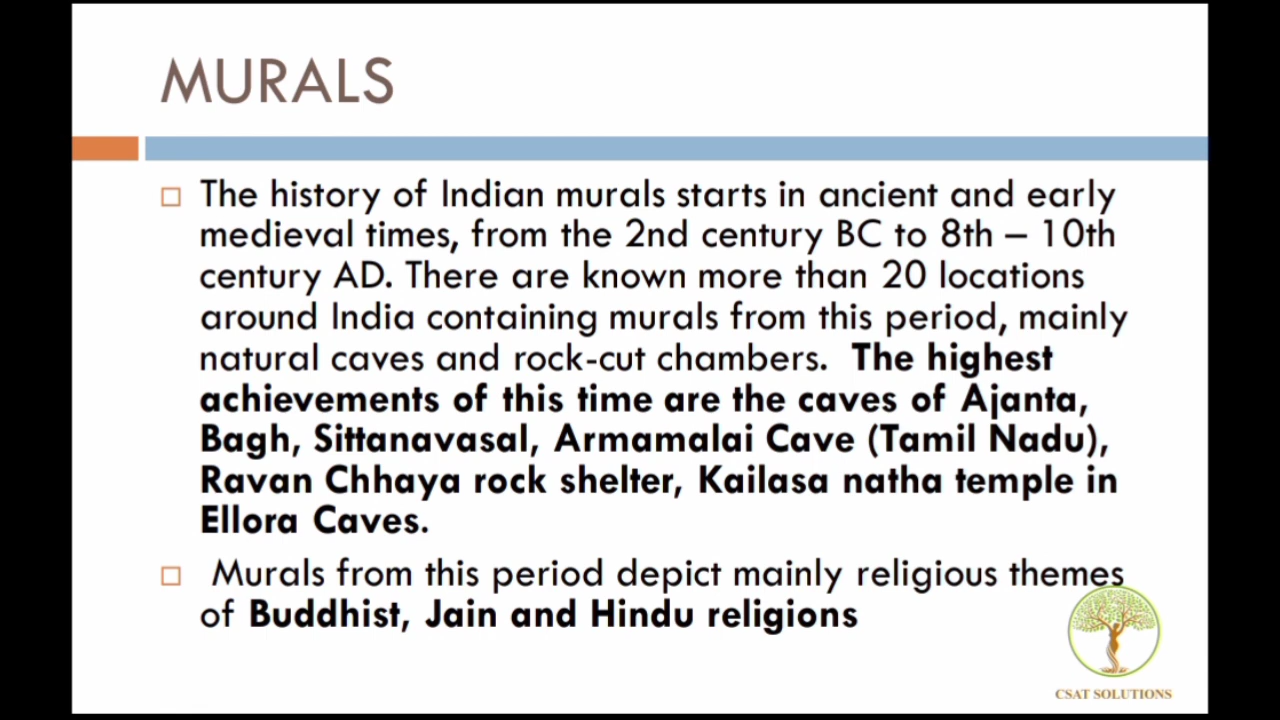 MURALS
The history of Indian murals starts in ancient and early
medieval times, from the 2nd century BC to 8th – 10th
century AD. There are known more than 20 locations
around India containing murals from this period, mainly
natural caves and rock-cut chambers. The highest
achievements of this time are the caves of Ajanta,
Bagh, Sittanavasal, Armamalai Cave (Tamil Nadu),
Ravan Chhaya rock shelter, Kailasa natha temple in
Ellora Caves.
Murals from this period depict mainly religious themes
of Buddhist, Jain and Hindu religions
CSAT SOLUTIONS